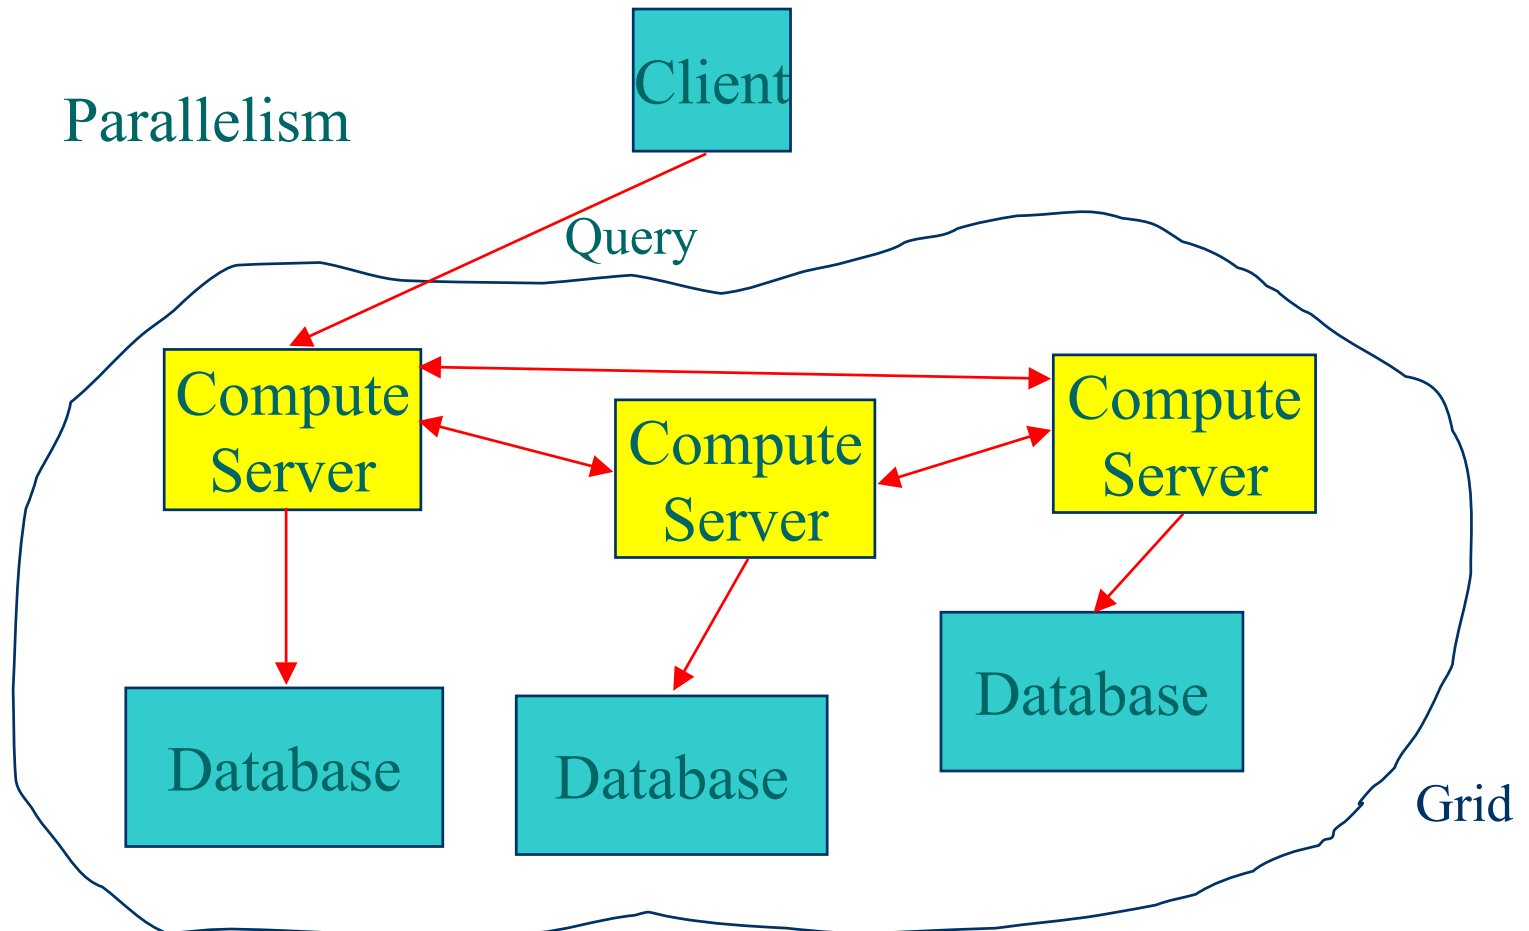 Client
Parallelism
Query
Compute
Server
Compute
Server
Compute
Server
Database
Database
Database
Grid